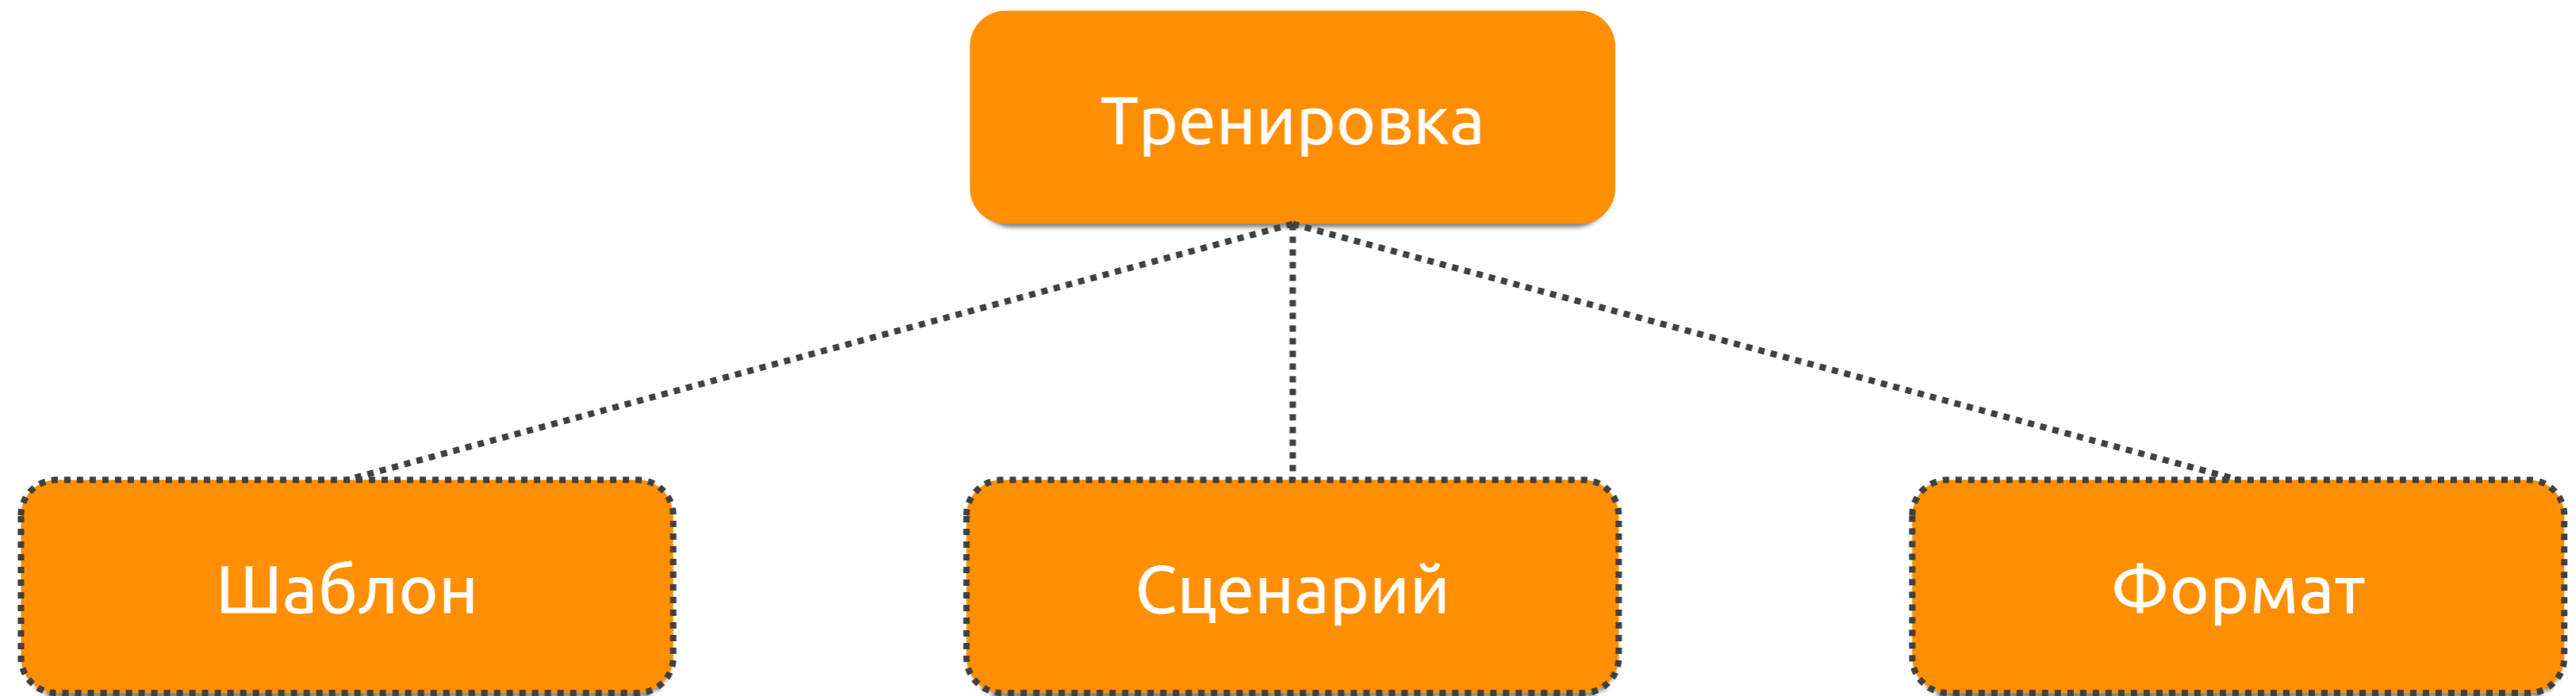 Тренировка
Шаблон
Сценарий
Формат